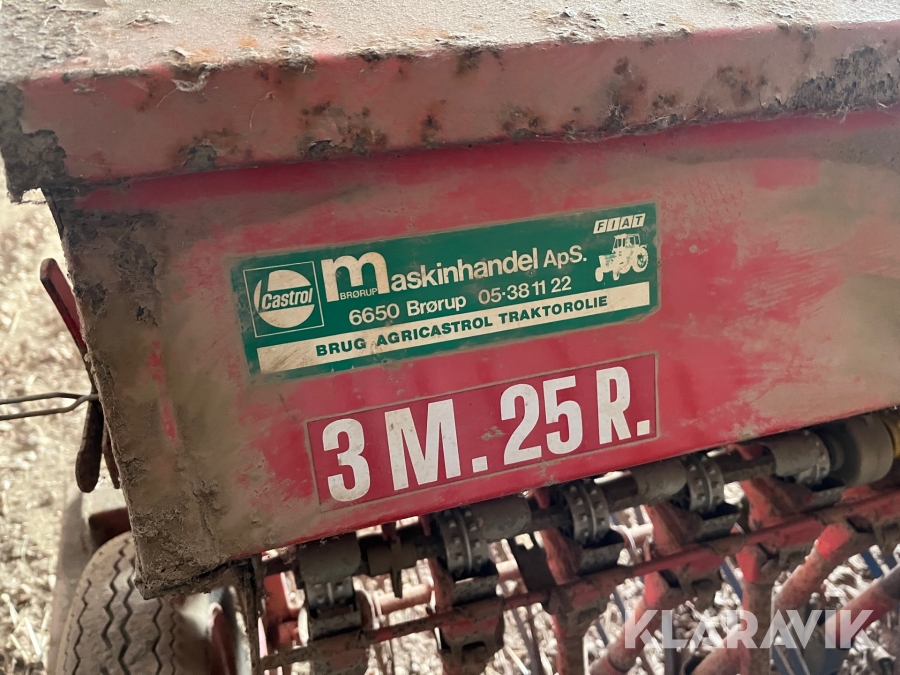 FIAT
Castrol
Maskinhandel ApS.
BRØRUP
6650 Brørup 05·38 11 22
BRUG AGRICASTROL TRAKTOROLIE
3 M. 25 R.
KLARAVIK